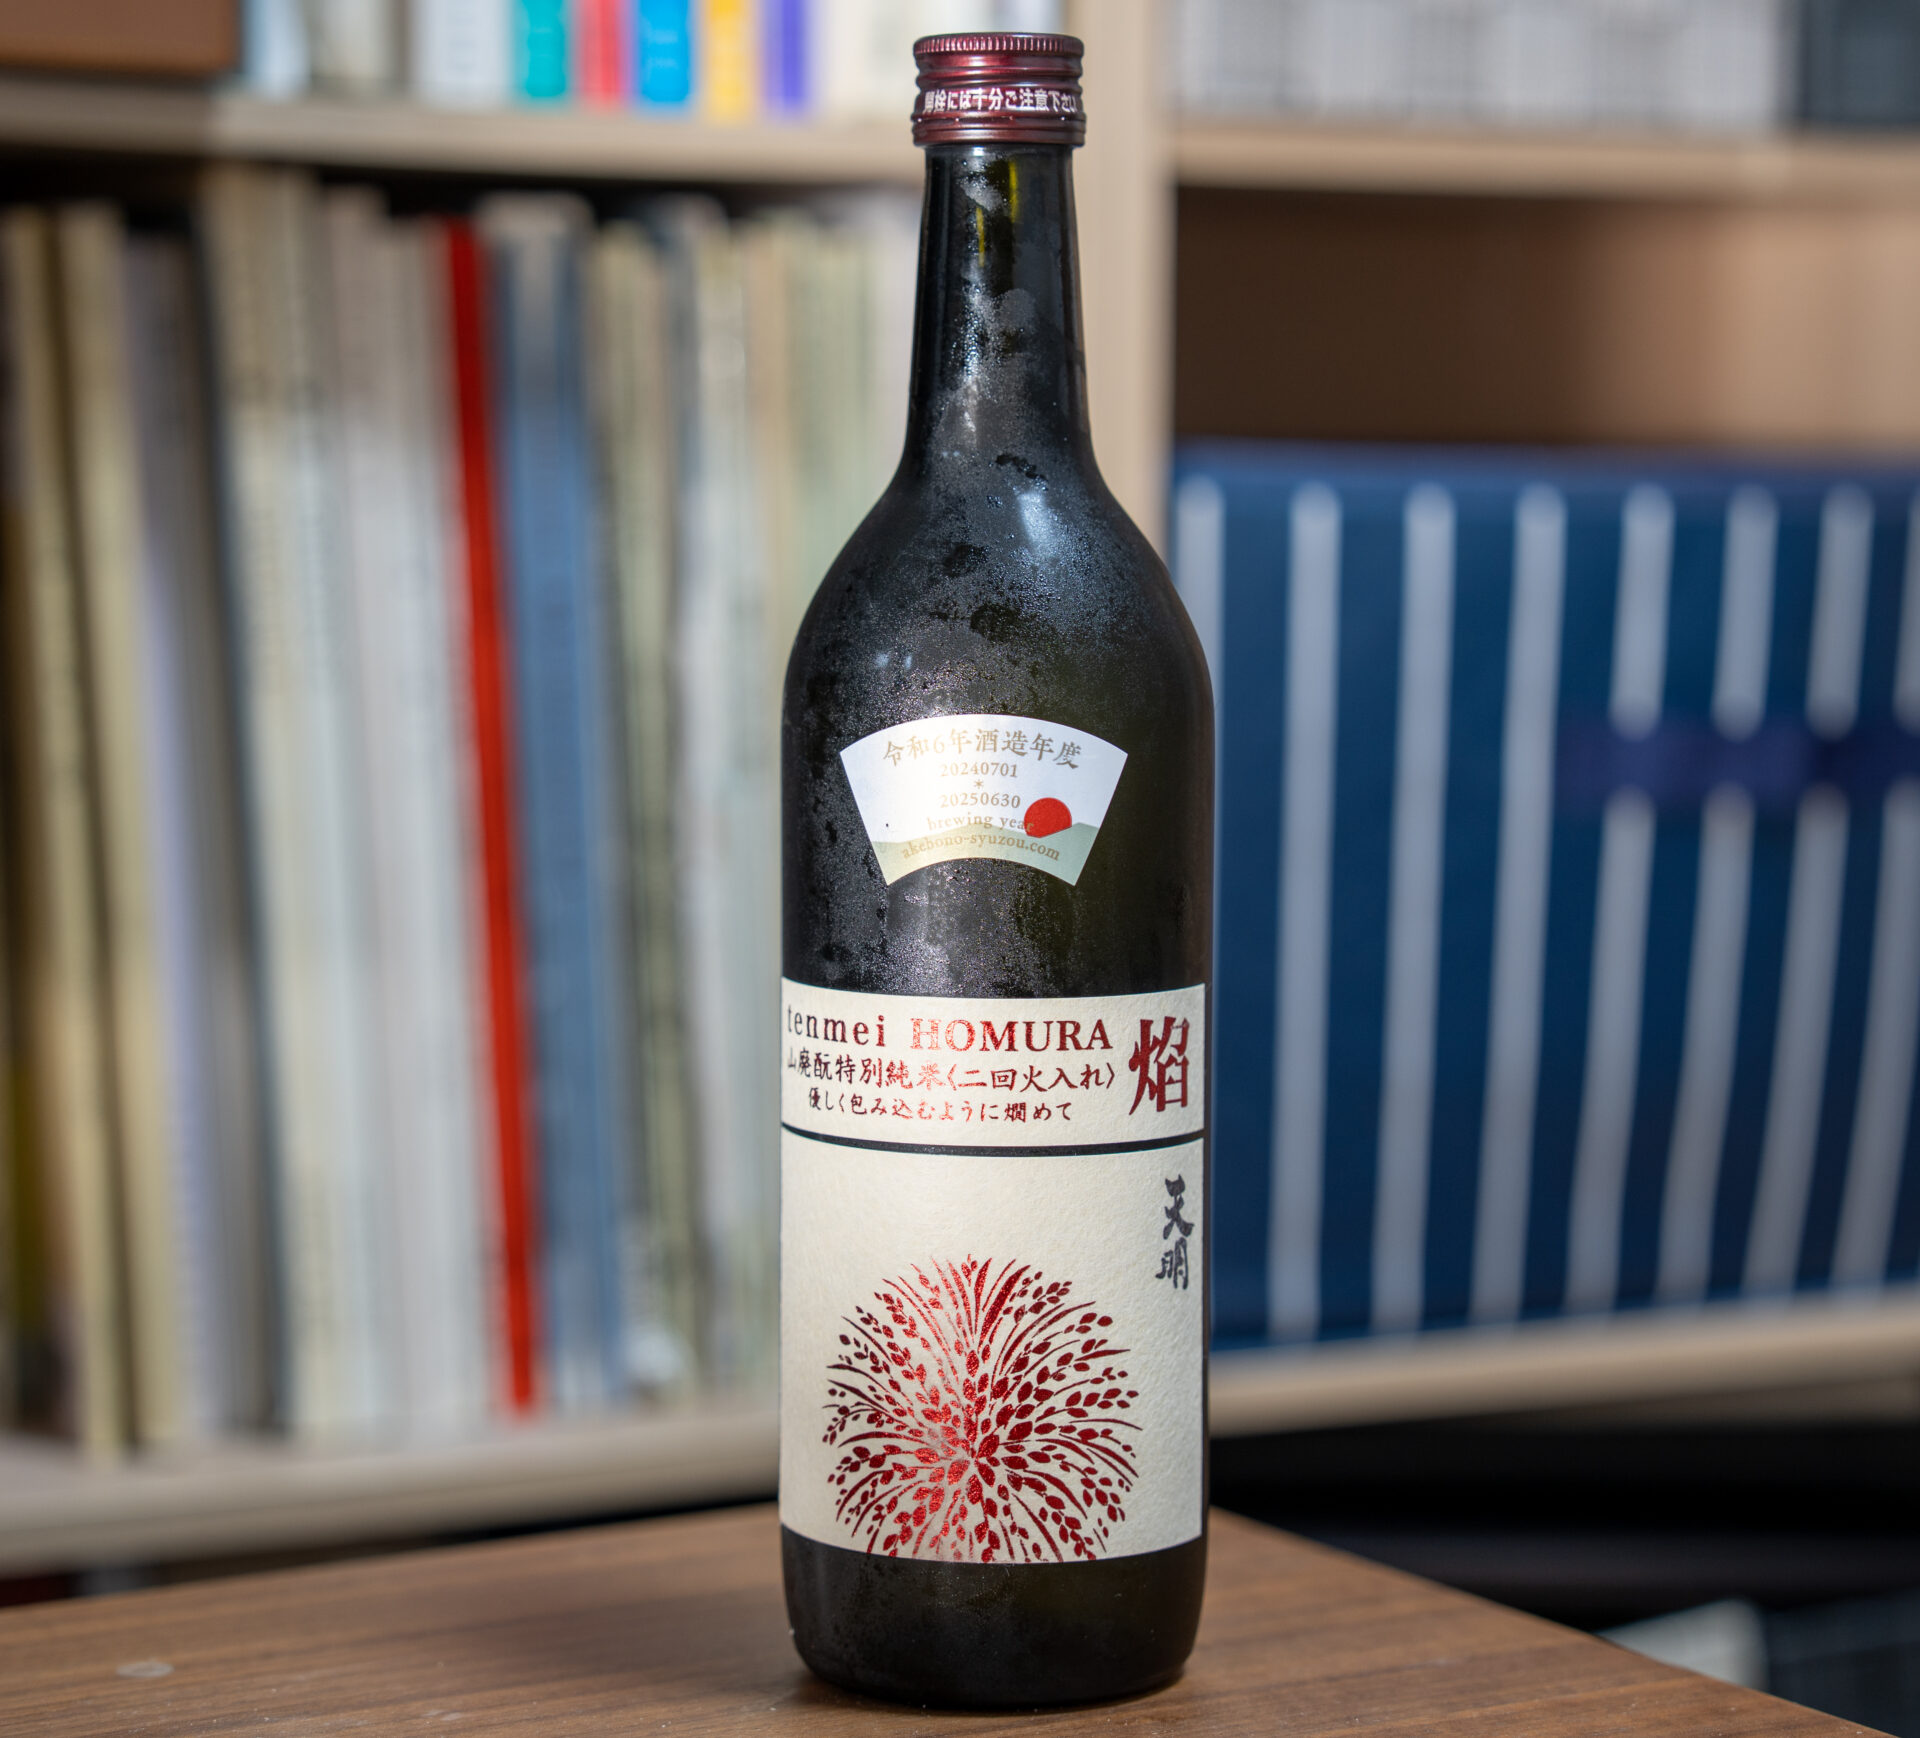 開栓には十分ご注意下さい
令和6年酒造年度
20240701
*
20250630
brewing year
akebono-syuzou.com
tenmei HOMURA 焔
山廃酛特別純米〈二回火入れ〉
優しく包み込むように燗めて
天明